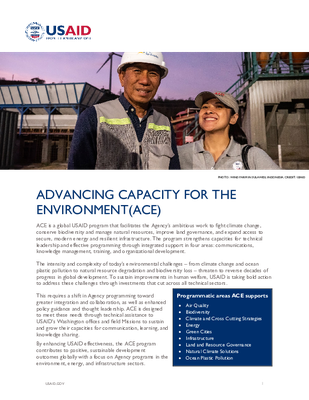 USAID
FROM THE AMERICAN PEOPLE
ADVANCING CAPACITY FOR THE
ENVIRONMENT(ACE)
ACE is a global USAID program that facilitates the Agency's ambitious work to fight climate change,
conserve biodiversity and manage natural resources, improve land governance, and expand access to
secure, modern energy and resilient infrastructure. The program strengthens capacities for technical
leadership and effective programming through integrated support in four areas: communications,
knowledge management, training, and organizational development.
The intensity and complexity of today's environmental challenges – from climate change and ocean
plastic pollution to natural resource degradation and biodiversity loss – threaten to reverse decades of
progress in global development. To sustain improvements in human welfare, USAID is taking bold action
to address these challenges through investments that cut across all technical sectors.
This requires a shift in Agency programming toward
greater integration and collaboration, as well as enhanced
policy guidance and thought leadership. ACE is designed
to meet these needs through technical assistance to
USAID's Washington offices and field Missions to sustain
and grow their capacities for communication, learning, and
knowledge sharing.
By enhancing USAID effectiveness, the ACE program
contributes to positive, sustainable development
outcomes globally with a focus on Agency programs in the
environment, energy, and infrastructure sectors.
Programmatic areas ACE supports
• Air Quality
• Biodiversity
• Climate and Cross Cutting Strategies
• Energy
• Green Cities
• Infrastructure
• Land and Resource Governance
• Natural Climate Solutions
• Ocean Plastic Pollution
USAID.GOV
1